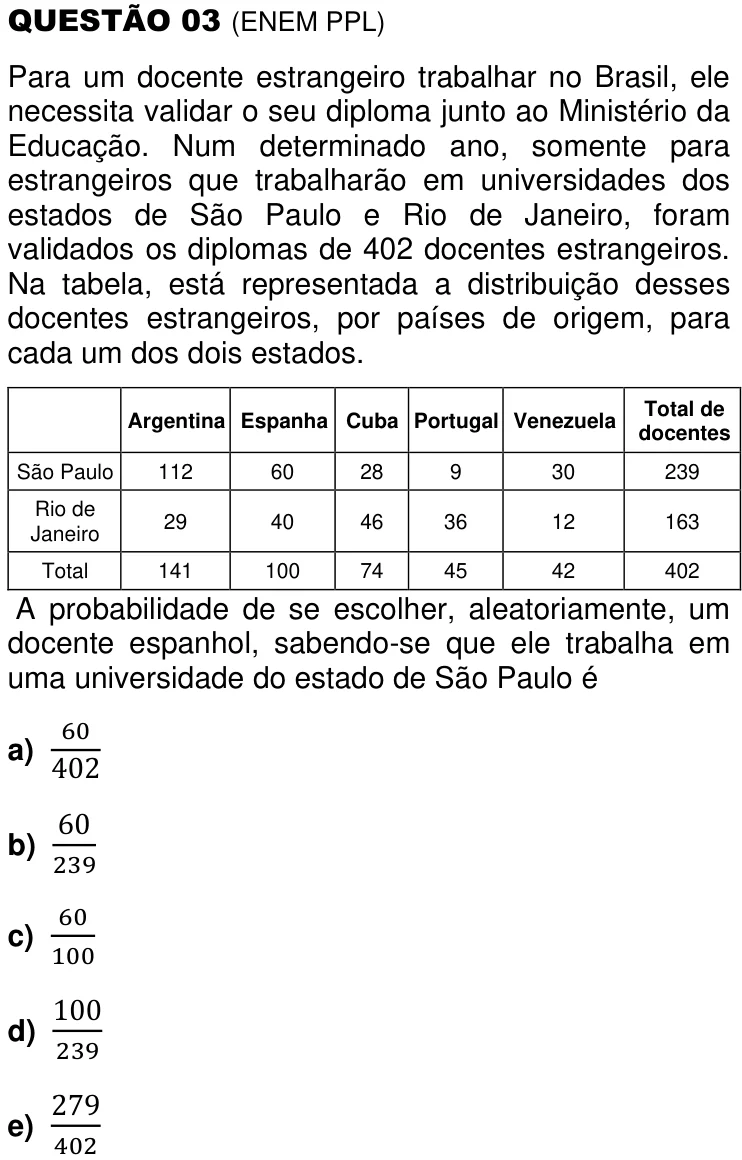 QUESTÃO 03 (ENEM PPL)
Para um docente estrangeiro trabalhar no Brasil, ele
necessita validar o seu diploma junto ao Ministério da
Educação. Num determinado ano, somente para
estrangeiros que trabalharão em universidades dos
estados de São Paulo e Rio de Janeiro, foram
validados os diplomas de 402 docentes estrangeiros.
Na tabela, está representada a distribuição desses
docentes estrangeiros, por países de origem, para
cada um dos dois estados.
Argentina Espanha Cuba Portugal Venezuela Total de docentes
São Paulo 112 60 28 9 30 239
Rio de Janeiro 29 40 46 36 12 163
Total 141 100 74 45 42 402
A probabilidade de se escolher, aleatoriamente, um
docente espanhol, sabendo-se que ele trabalha em
uma universidade do estado de São Paulo é
a) 60/402
b) 60/239
c) 60/100
d) 100/239
e) 279/402